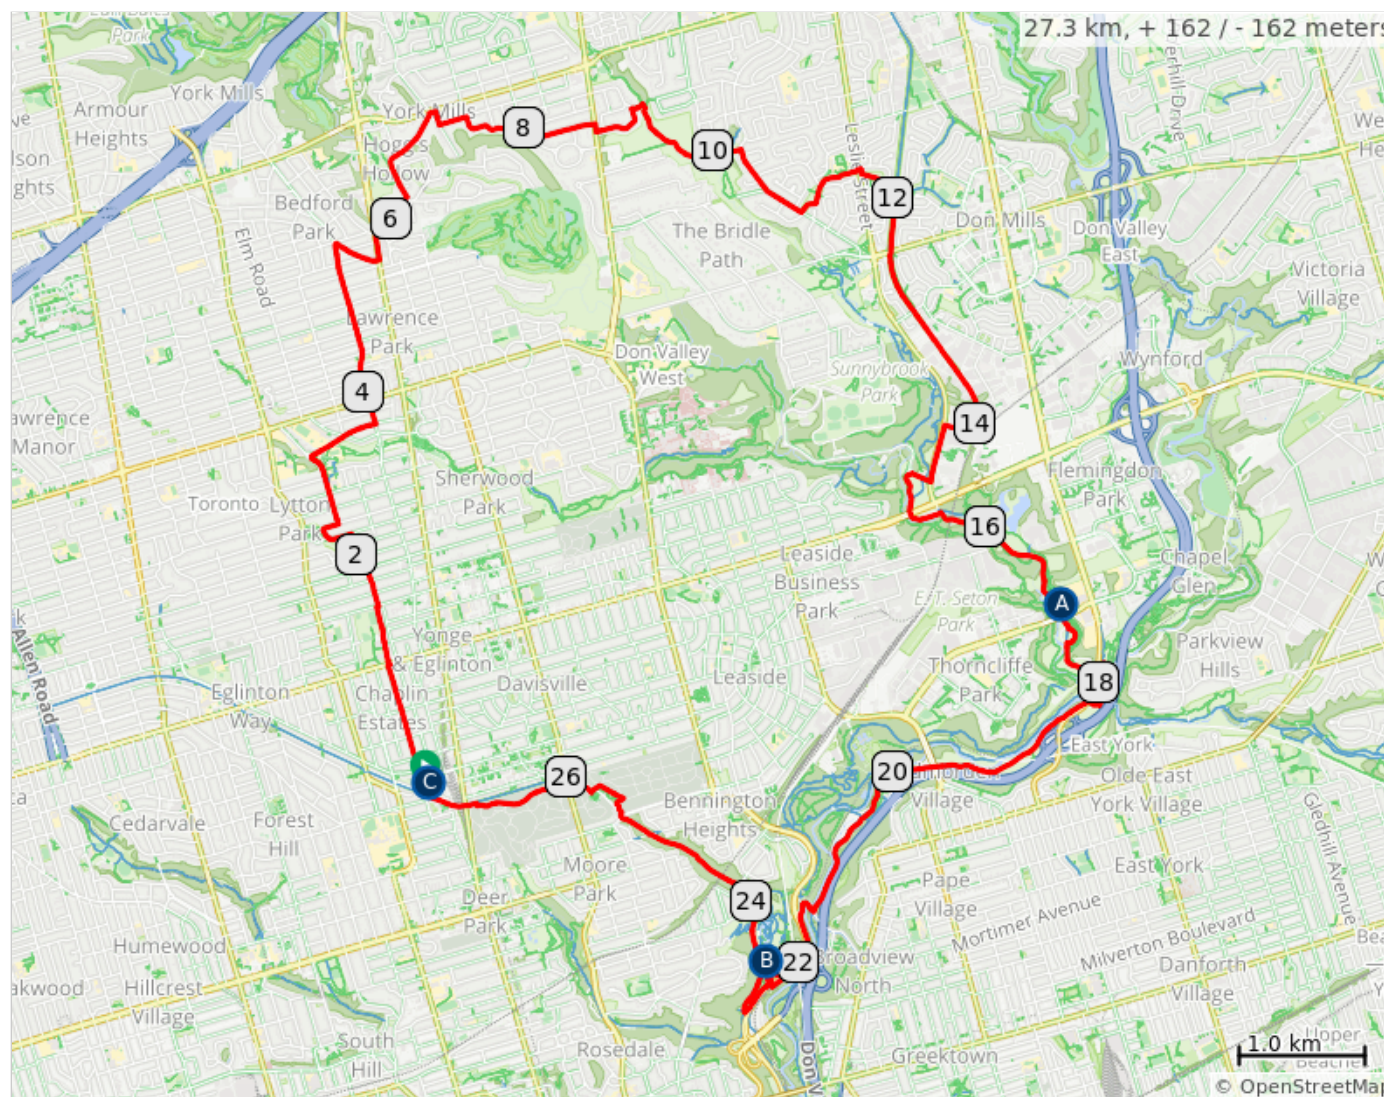 27.3 km, + 162 / - 162 meters
Park
York Mills
York Mills
Armour
Heights
8
Hoggs
Hollow
10
Leslie Street
12
Don Mills
Bedford
Park
6
Elm Road
The Bridle
Path
Don Valley
East
Victoria
Village
Lawrence
Park
Don Valley
West
Wynford
Sunnybrook
Park
4
14
Manor
Sherwood
Park
Flemingdon
Park
Toronto
Lytton
Park
2
16
Leaside
Business
Park
Chapel
Glen
E. T. Seton
Park
A
Allen Road
Yonge
& Eglinton
Parkview
Hills
Eglinton
Way
Chaplin
Estates
Davisville
Leaside
Thorncliffe
Park
18
C
26
20
Village
East York
Olde East
York Village
Cedarvale
Forest
Hill
Bennington
Heights
Gledhill Avenue
Moore
Park
East York
Deer
Park
24
Pape
Village
Mortimer Avenue
Milverton Boulevard
Humewood
B
22
Broadview
North
Danforth
Village
Hillcrest
Village
South
Hill
Rosedale
Don V
Greektown
1.0 km
Upper
© OpenStreetMap